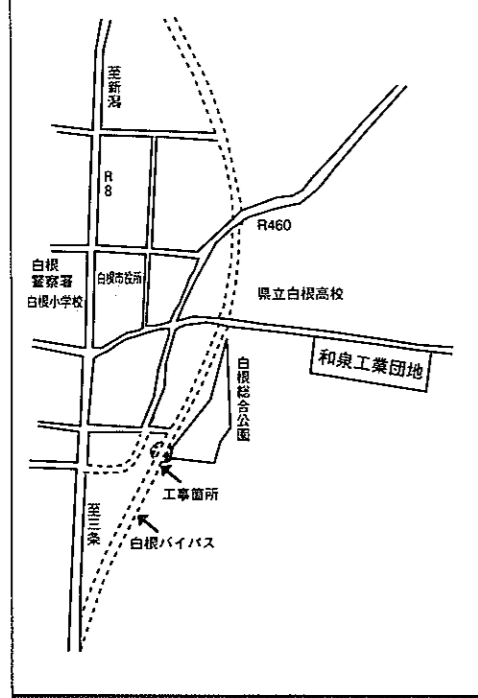 至新潟
R8
R460
白根
警察署
白根市役所
白根小学校
県立白根高校
和泉工業団地
白根総合公園
工事箇所
至三条
白根バイパス